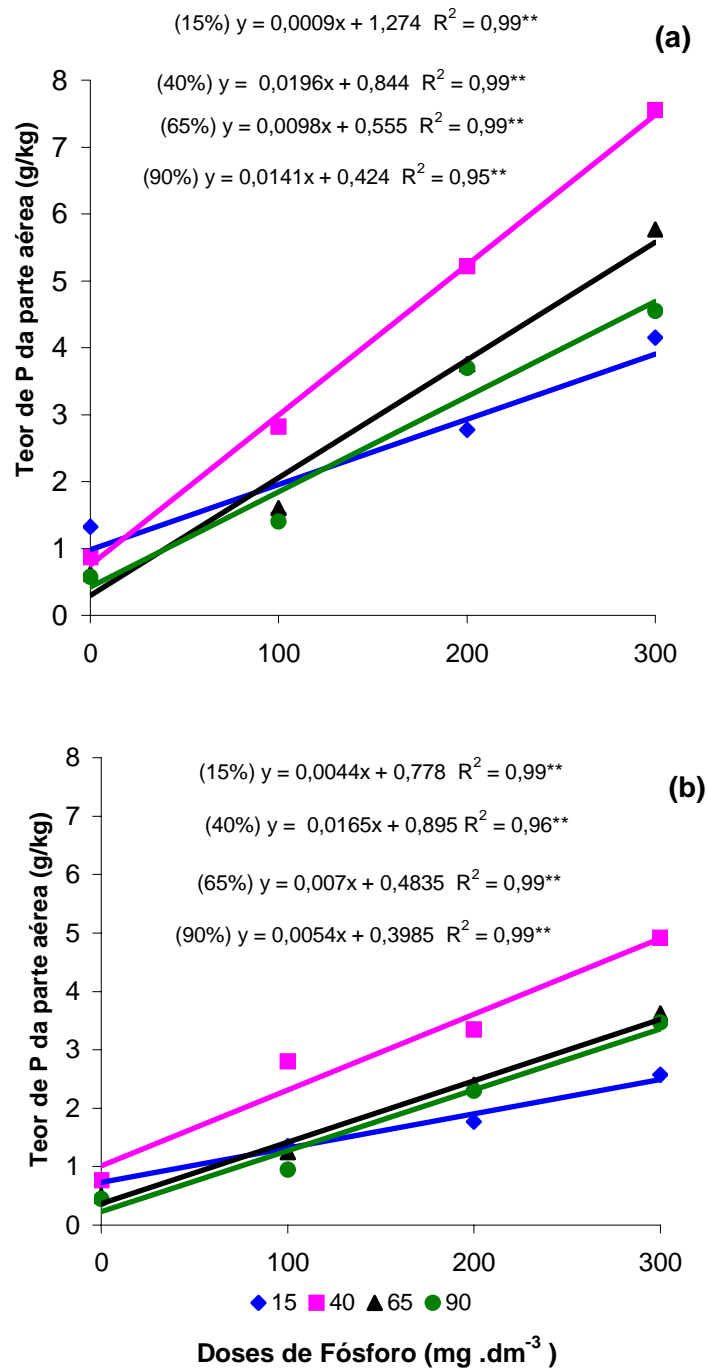 (15%) y = 0,0009x + 1,274 R² = 0,99**
(a)
(40%) y = 0,0196x + 0,844 R² = 0,99**
(65%) y = 0,0098x + 0,555 R² = 0,99**
(90%) y = 0,0141x + 0,424 R² = 0,95**
Teor de P da parte aérea (g/kg)
8
7
6
5
4
3
2
1
0
0 100 200 300
(15%) y = 0,0044x + 0,778 R² = 0,99**
(b)
(40%) y = 0,0165x + 0,895 R² = 0,96**
(65%) y = 0,007x + 0,4835 R² = 0,99**
(90%) y = 0,0054x + 0,3985 R² = 0,99**
Teor de P da parte aérea (g/kg)
8
7
6
5
4
3
2
1
0
0 100 200 300
15 40 65 90
Doses de Fósforo (mg .dm⁻³ )